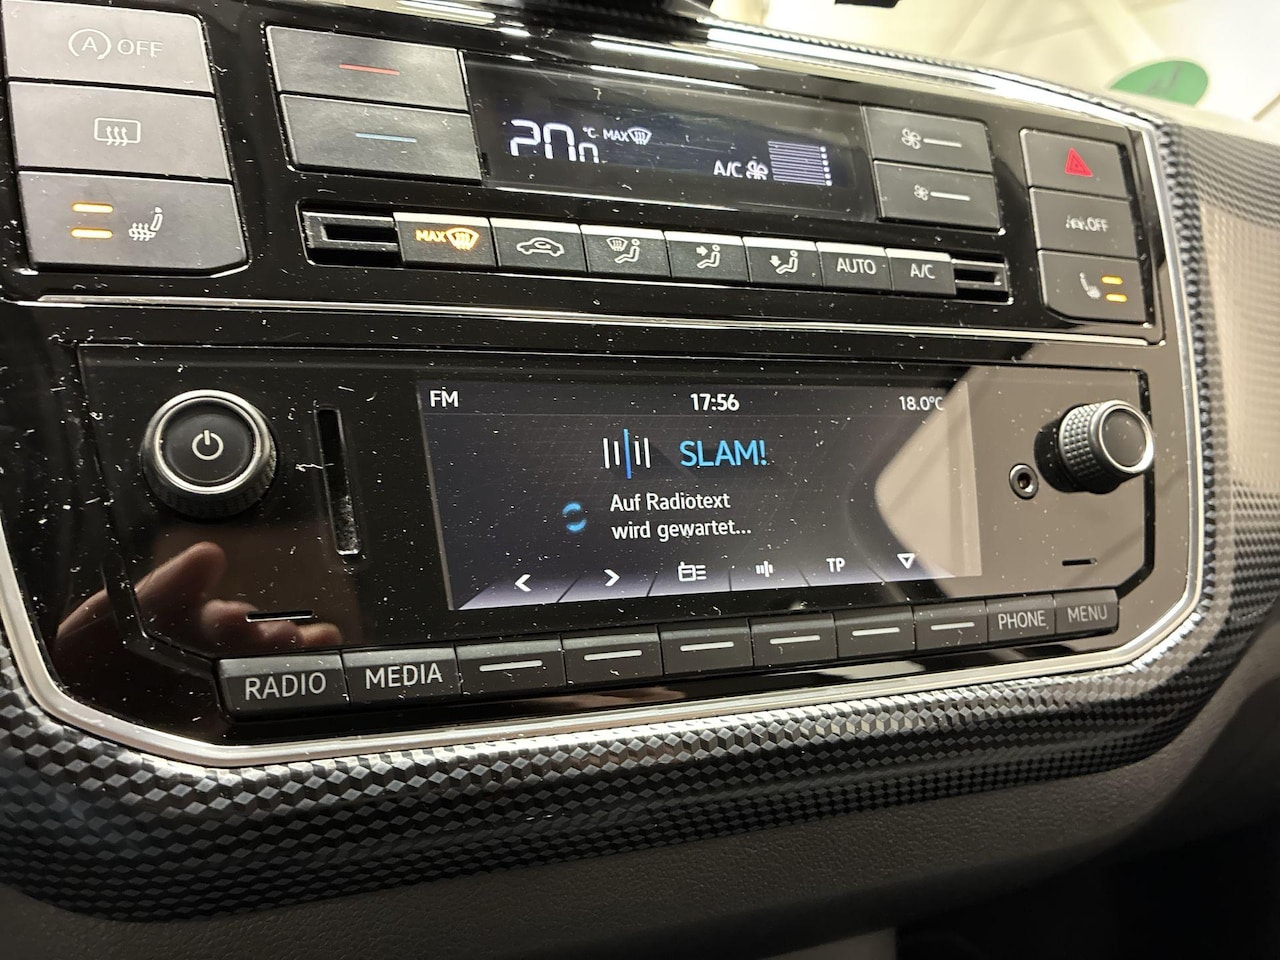 A OFF
20.0 °C MAX
A/C
OFF
MAX
AUTO
A/C
FM
17:56
18.0°C
SLAM!
Auf Radiotext
wird gewartet...
TP
RADIO
MEDIA
PHONE
MENU